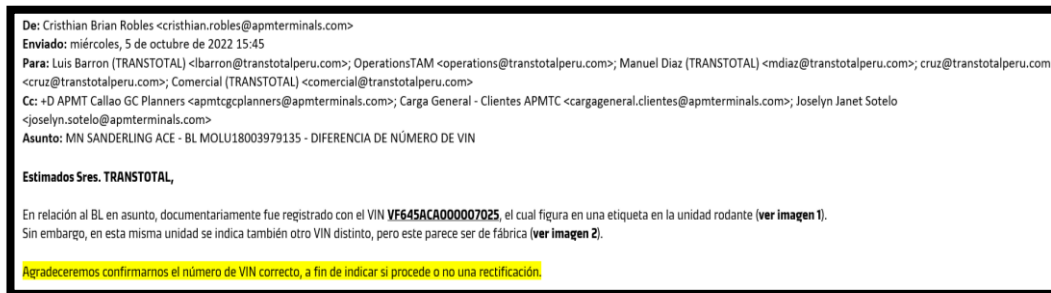 De: Cristhian Brian Robles <cristhian.robles@apmterminals.com>
Enviado: miércoles, 5 de octubre de 2022 15:45
Para: Luis Barron (TRANSTOTAL) <lbarron@transtotalperu.com>; OperationsTAM <operations@transtotalperu.com>; Manuel Diaz (TRANSTOTAL) <mdiaz@transtotalperu.com>; cruz@transtotalperu.com
<cruz@transtotalperu.com>; Comercial (TRANSTOTAL) <comercial@transtotalperu.com>
Cc: +D APMT Callao GC Planners <apmtcgcplanners@apmterminals.com>; Carga General - Clientes APMTC <cargageneral.clientes@apmterminals.com>; Joselyn Janet Sotelo
<joselyn.sotelo@apmterminals.com>
Asunto: MN SANDERLING ACE - BL MOLU18003979135 - DIFERENCIA DE NÚMERO DE VIN
Estimados Sres. TRANSTOTAL,
En relación al BL en asunto, documentariamente fue registrado con el VIN VF645ACA000007025, el cual figura en una etiqueta en la unidad rodante (ver imagen 1).
Sin embargo, en esta misma unidad se indica también otro VIN distinto, pero este parece ser de fábrica (ver imagen 2).
Agradeceremos confirmarnos el número de VIN correcto, a fin de indicar si procede o no una rectificación.